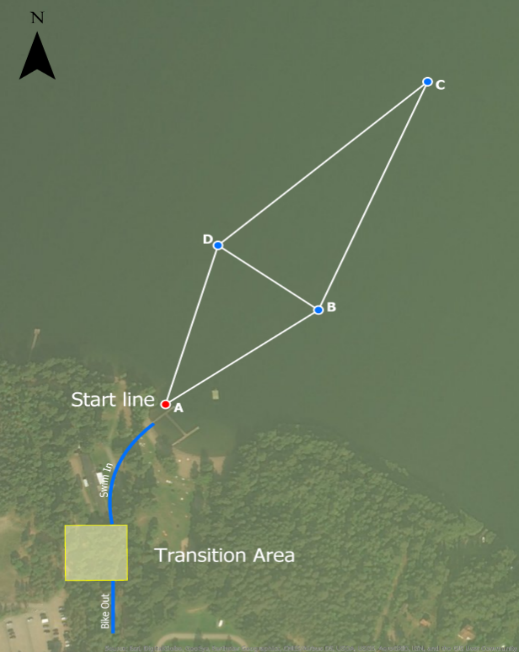 N
C
D
B
Start line
A
Swim In
Transition Area
Bike Out